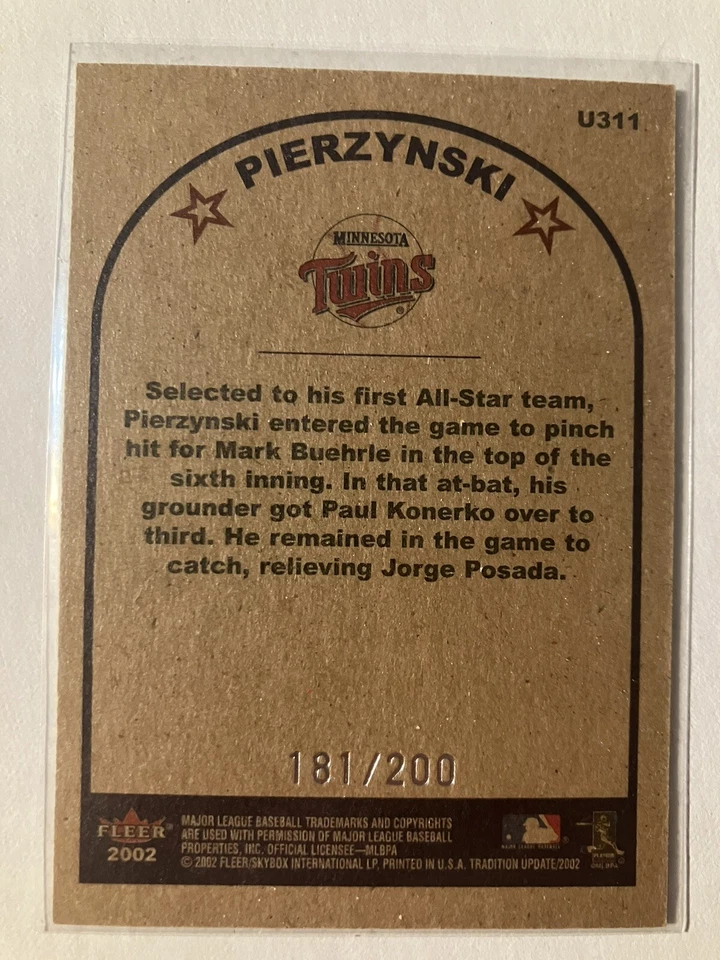 U311
PIERZYNSKI
MINNESOTA
Twins
®
Selected to his first All-Star team,
Pierzynski entered the game to pinch
hit for Mark Buehrle in the top of the
sixth inning. In that at-bat, his
grounder got Paul Konerko over to
third. He remained in the game to
catch, relieving Jorge Posada.
181/200
FLEER®
2002
MAJOR LEAGUE BASEBALL TRADEMARKS AND COPYRIGHTS
ARE USED WITH PERMISSION OF MAJOR LEAGUE BASEBALL
PROPERTIES, INC. OFFICIAL LICENSEE—MLBPA
© 2002 FLEER/SKYBOX INTERNATIONAL LP, PRINTED IN U.S.A. TRADITION UPDATE/2002
MAJOR LEAGUE BASEBALL
PLAYERS